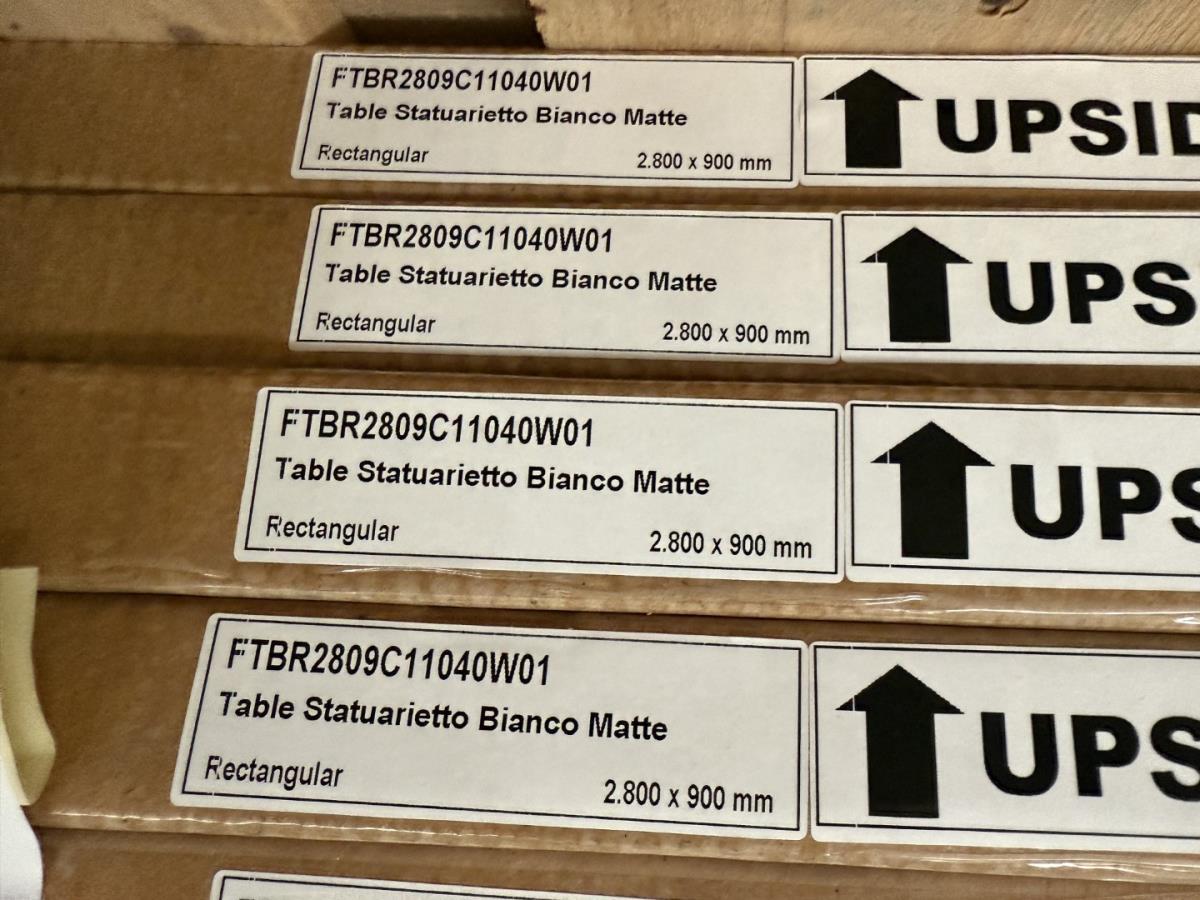 FTBR2809C11040W01
Table Statuarietto Bianco Matte
Rectangular 2.800 x 900 mm
UPSID
FTBR2809C11040W01
Table Statuarietto Bianco Matte
Rectangular 2.800 x 900 mm
UPS
FTBR2809C11040W01
Table Statuarietto Bianco Matte
Rectangular 2.800 x 900 mm
UPS
FTBR2809C11040W01
Table Statuarietto Bianco Matte
Rectangular 2.800 x 900 mm
UPS